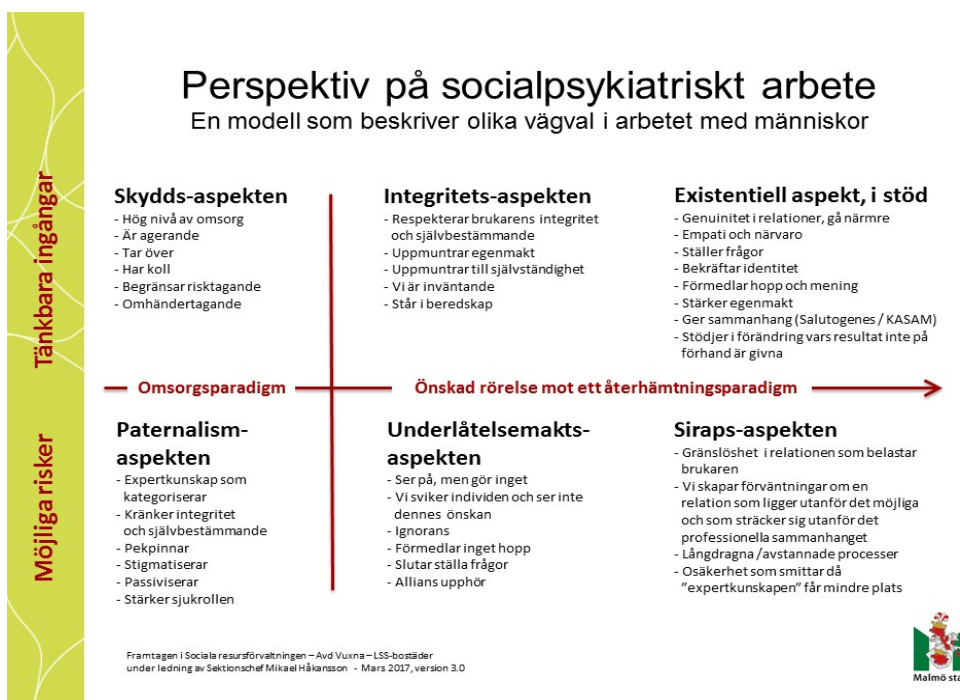 Perspektiv på socialpsykiatriskt arbete
En modell som beskriver olika vägval i arbetet med människor
Tänkbara ingångar
Skydds-aspekten
- Hög nivå av omsorg
- Är agerande
- Tar över
- Har koll
- Begränsar risktagande
- Omhändertagande
Integritets-aspekten
- Respekterar brukarens integritet
och självbestämmande
- Uppmuntrar egenmakt
- Uppmuntrar till självständighet
- Vi är inväntande
- Står i beredskap
Existentiell aspekt, i stöd
- Genuinitet i relationer, gå närmre
- Empati och närvaro
- Ställer frågor
- Bekräftar identitet
- Förmedlar hopp och mening
- Stärker egenmakt
- Ger sammanhang (Salutogenes / KASAM)
- Stödjer i förändring vars resultat inte på
förhand är givna
Omsorgsparadigm
Önskad rörelse mot ett återhämtningsparadigm
Möjliga risker
Paternalism-
aspekten
- Expertkunskap som
kategoriserar
- Kränker integritet
och självbestämmande
- Pekpinnar
- Stigmatiserar
- Passiviserar
- Stärker sjukrollen
Underlåtelsemakts-
aspekten
- Ser på, men gör inget
- Vi sviker individen och ser inte
dennes önskan
- Ignorans
- Förmedlar inget hopp
- Slutar ställa frågor
- Allians upphör
Siraps-aspekten
- Gränslöshet i relationen som belastar
brukaren
- Vi skapar förväntningar om en
relation som ligger utanför det möjliga
och som sträcker sig utanför det
professionella sammanhanget
- Långdragna /avstannade processer
- Osäkerhet som smittar då
”expertkunskapen” får mindre plats
Framtagen i Sociala resursförvaltningen – Avd Vuxna – LSS-bostäder
under ledning av Sektionschef Mikael Håkansson - Mars 2017, version 3.0
Malmö sta